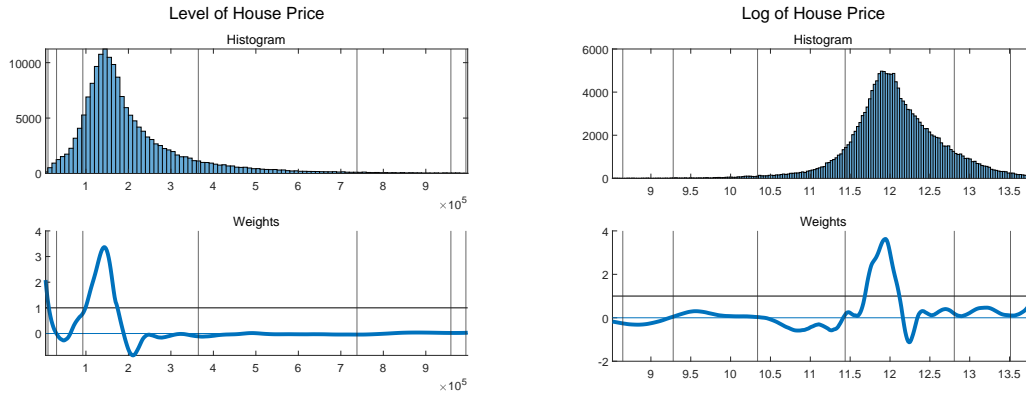 Level of House Price
Histogram
10000
5000
0
1 2 3 4 5 6 7 8 9
×10⁵
Weights
4
3
2
1
0
1 2 3 4 5 6 7 8 9
×10⁵
Log of House Price
Histogram
6000
4000
2000
0
9 9.5 10 10.5 11 11.5 12 12.5 13 13.5
Weights
4
2
0
-2
9 9.5 10 10.5 11 11.5 12 12.5 13 13.5